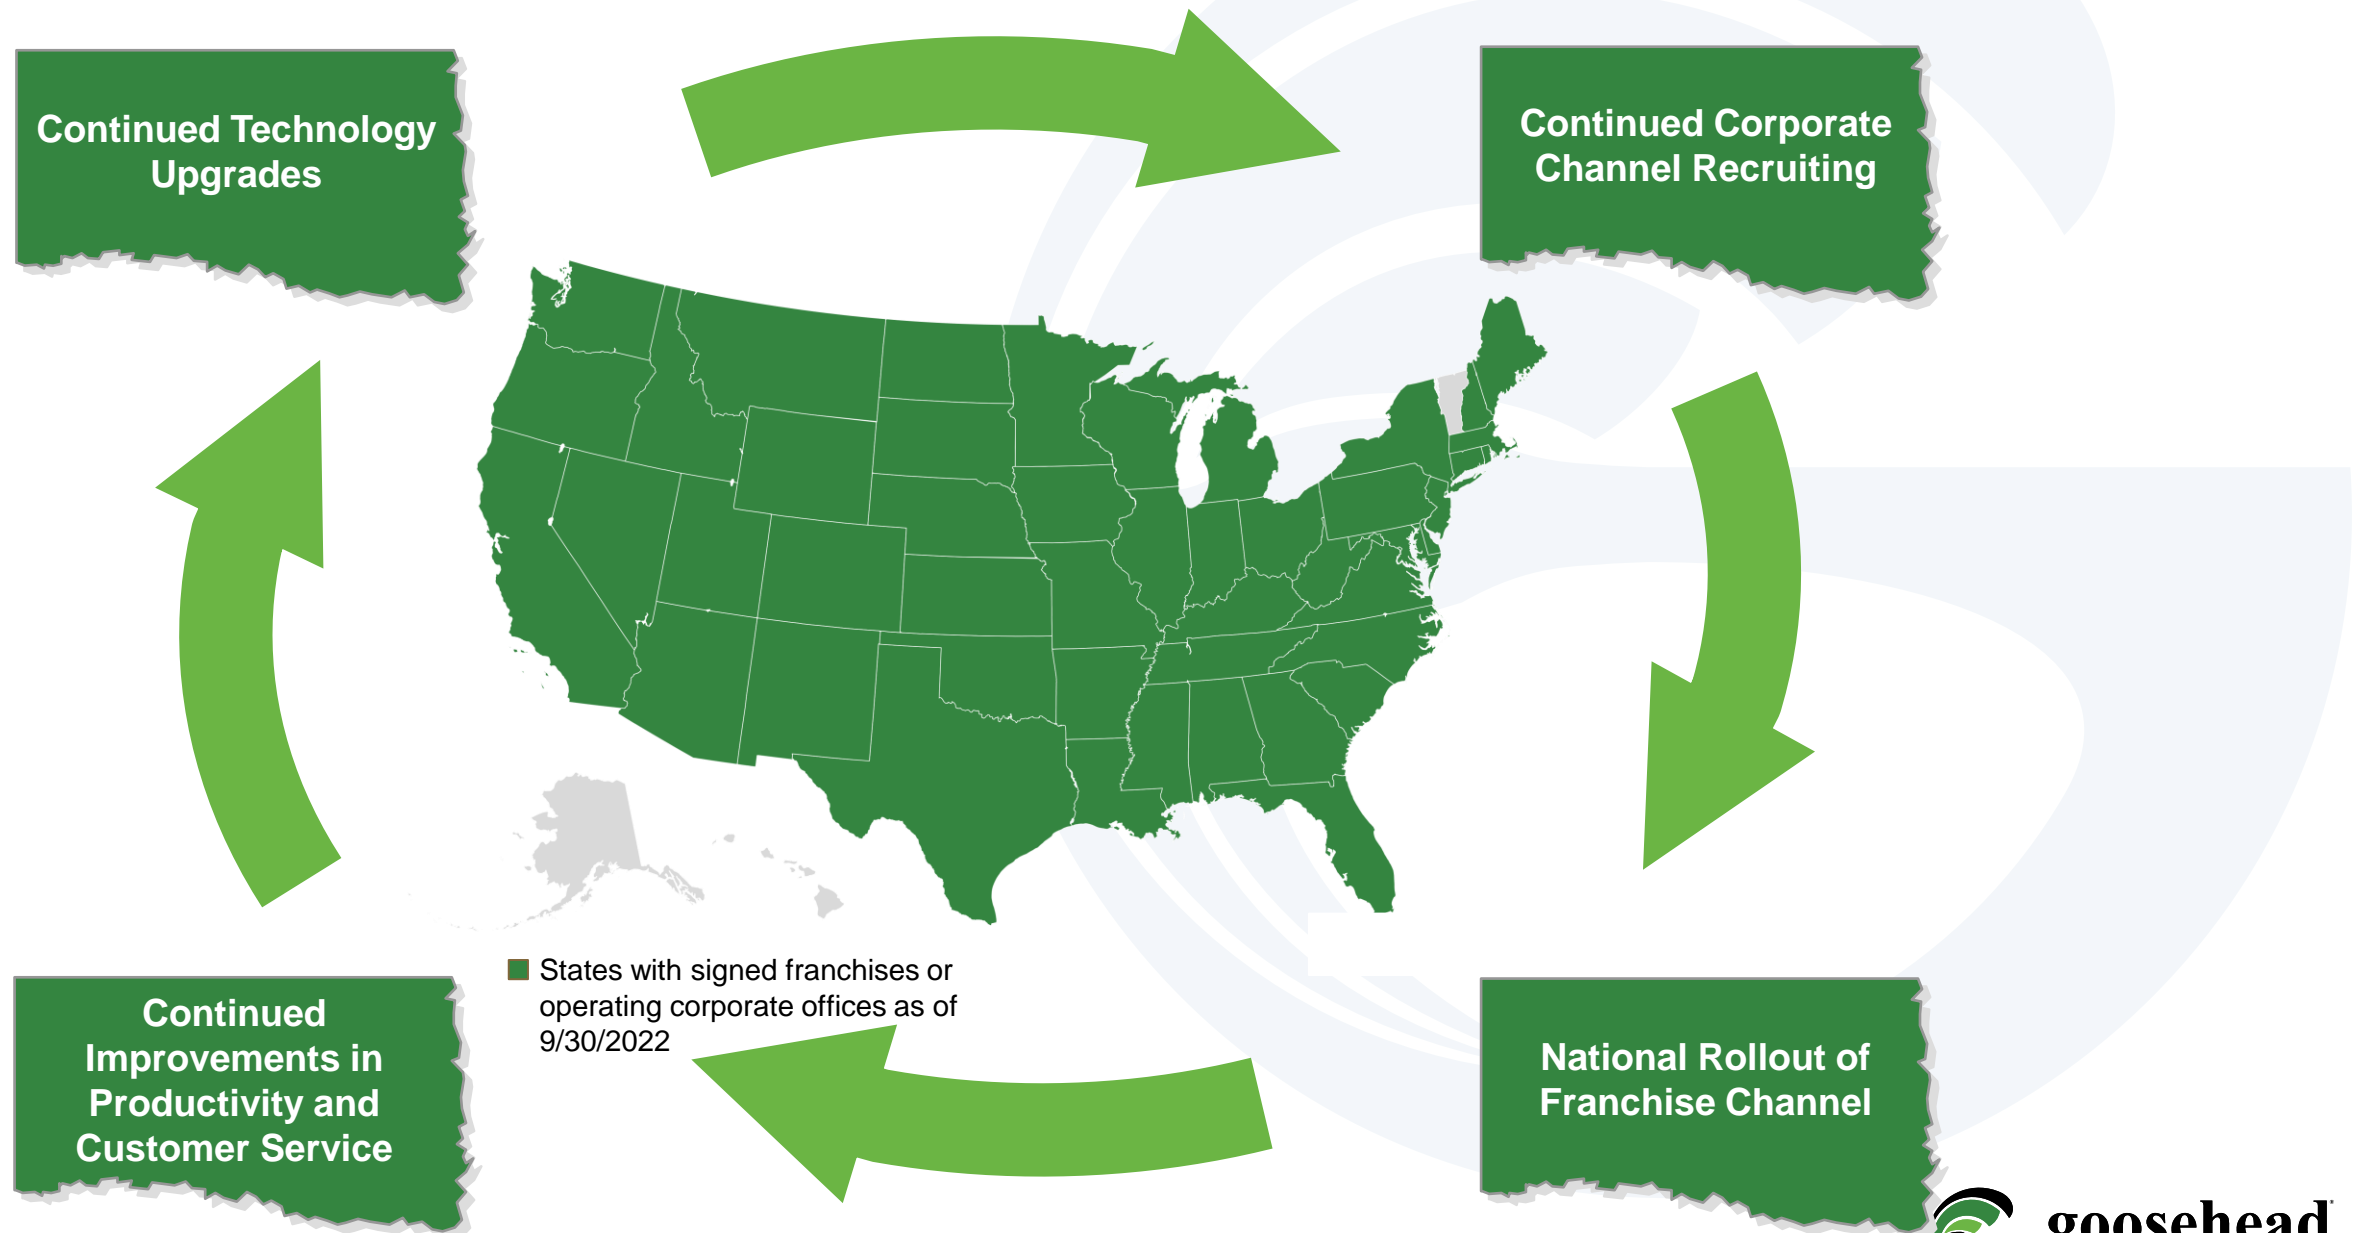 Continued Technology
Upgrades
Continued Corporate
Channel Recruiting
States with signed franchises or
operating corporate offices as of
9/30/2022
Continued
Improvements in
Productivity and
Customer Service
National Rollout of
Franchise Channel
goosehead